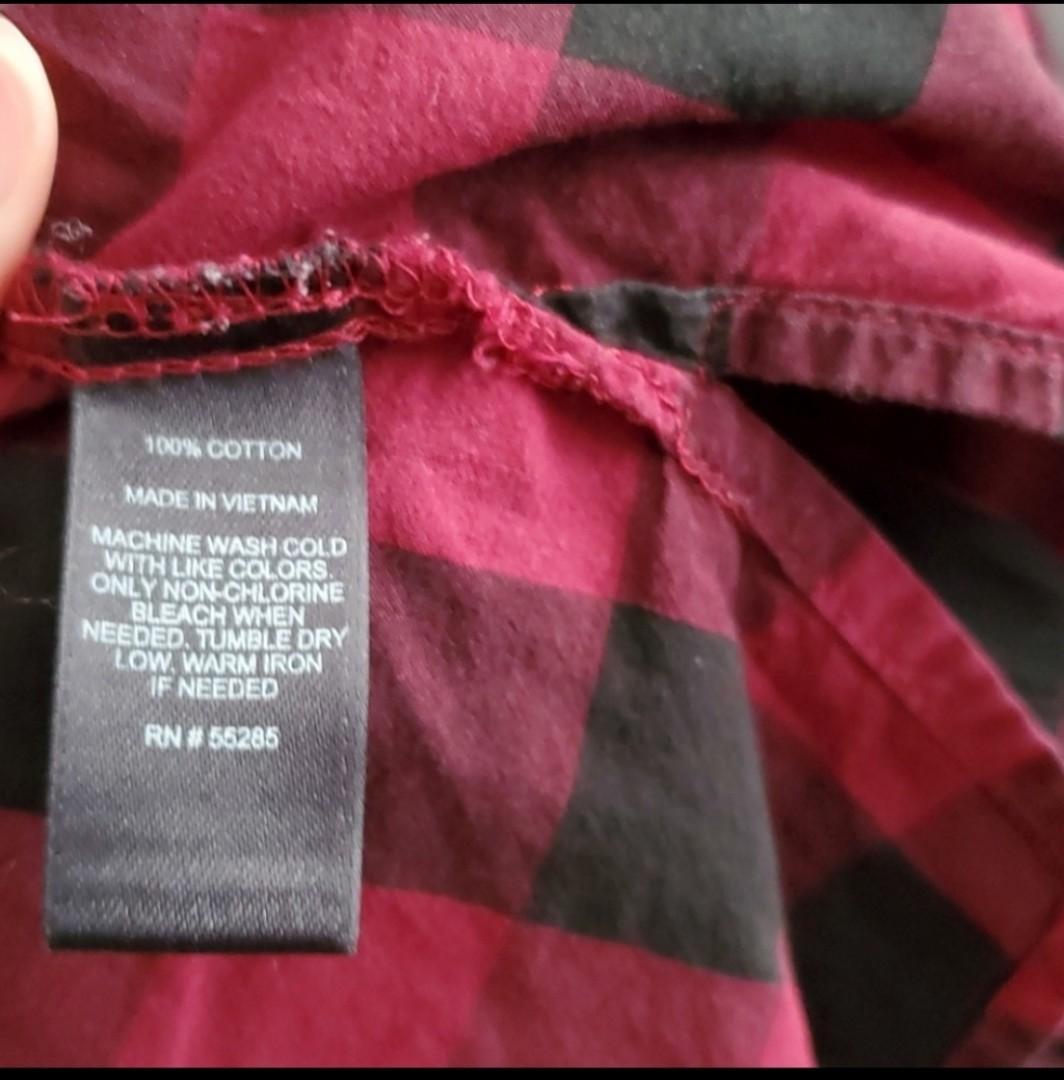 100% COTTON
MADE IN VIETNAM
MACHINE WASH COLD
WITH LIKE COLORS.
ONLY NON-CHLORINE
BLEACH WHEN
NEEDED. TUMBLE DRY
LOW. WARM IRON
IF NEEDED
RN # 55285